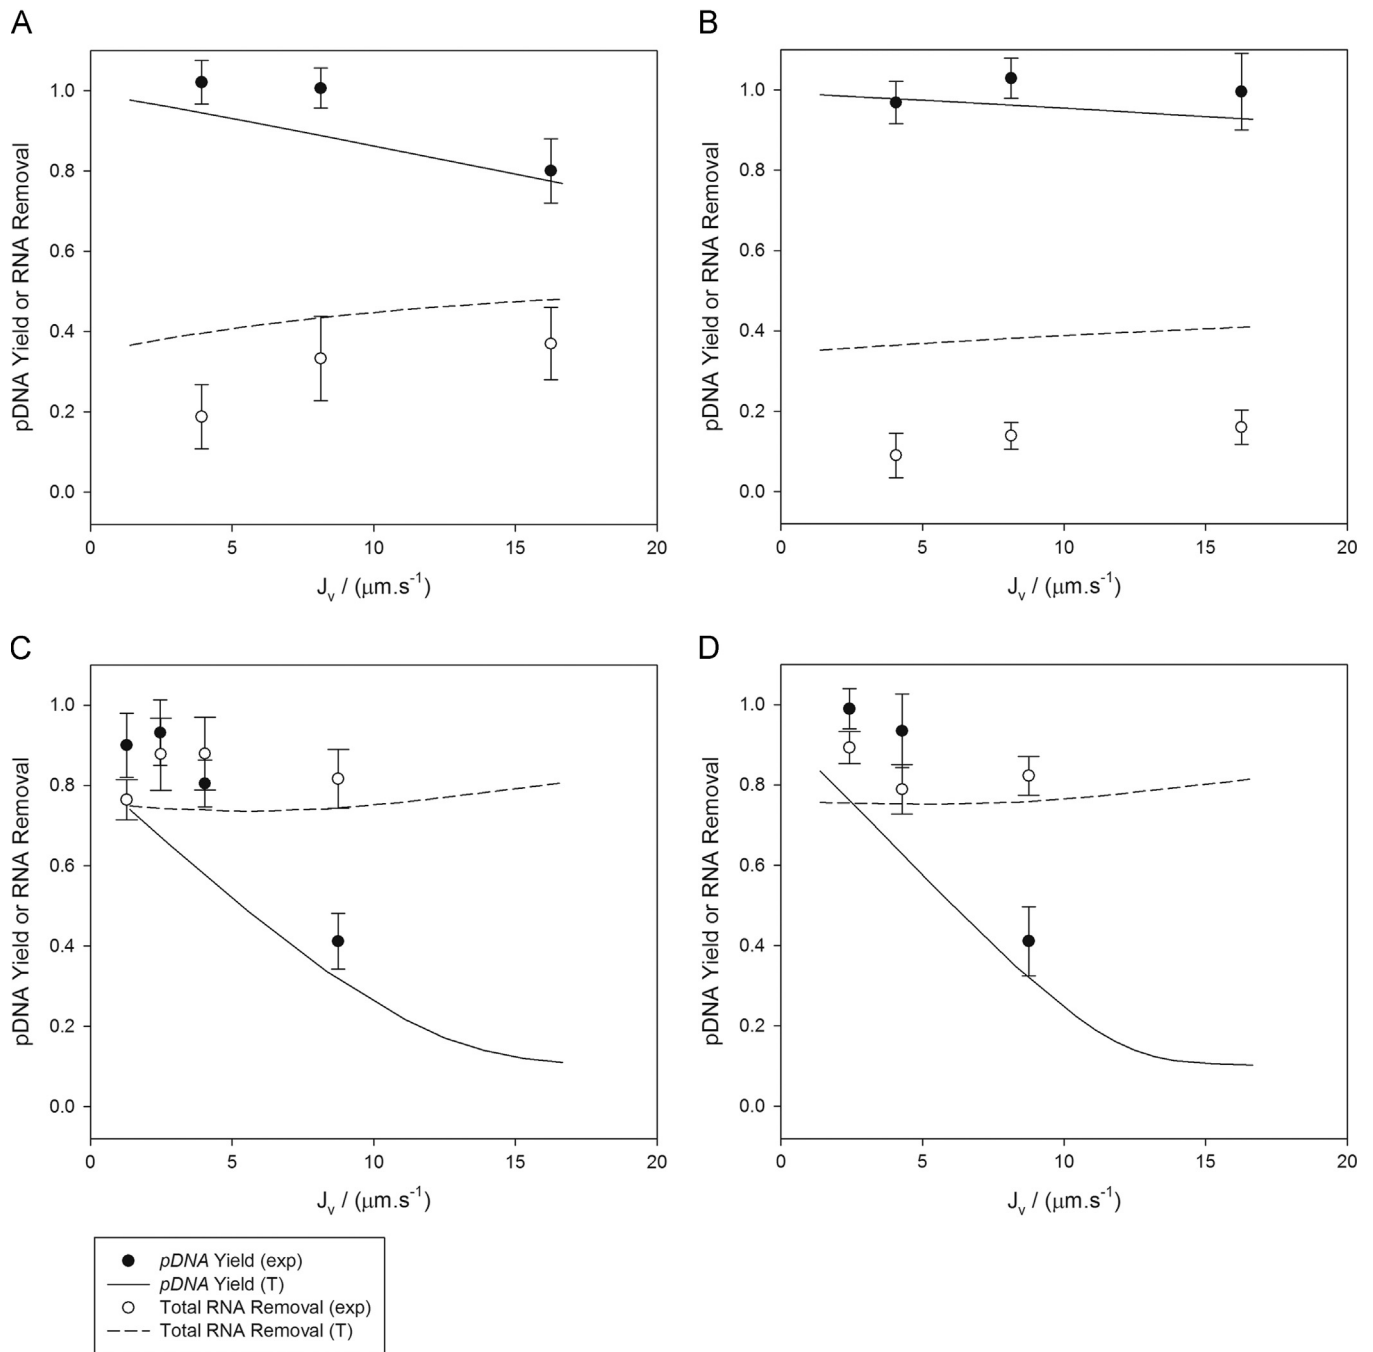 A
pDNA Yield or RNA Removal
1.0
0.8
0.6
0.4
0.2
0.0
0 5 10 15 20
Jv / (μm.s-1)
B
pDNA Yield or RNA Removal
1.0
0.8
0.6
0.4
0.2
0.0
0 5 10 15 20
Jv / (μm.s-1)
C
pDNA Yield or RNA Removal
1.0
0.8
0.6
0.4
0.2
0.0
0 5 10 15 20
Jv / (μm.s-1)
D
pDNA Yield or RNA Removal
1.0
0.8
0.6
0.4
0.2
0.0
0 5 10 15 20
Jv / (μm.s-1)
pDNA Yield (exp)
pDNA Yield (T)
Total RNA Removal (exp)
Total RNA Removal (T)